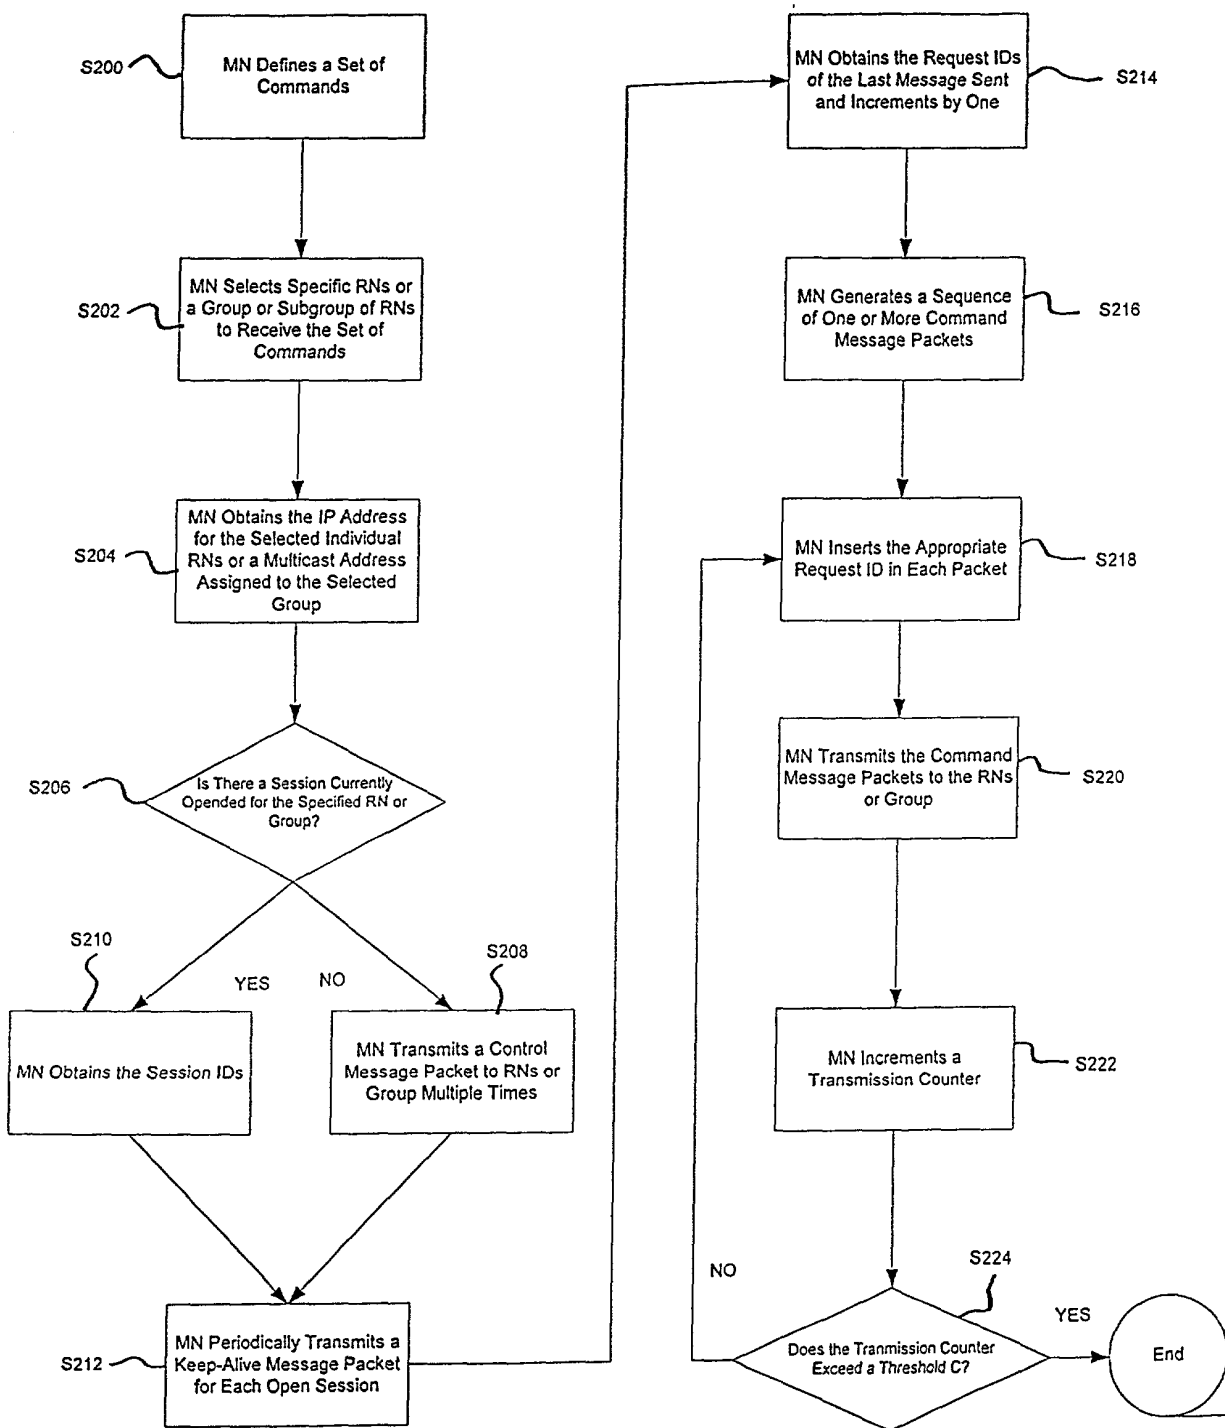 S200
MN Defines a Set of
Commands
S202
MN Selects Specific RNs or
a Group or Subgroup of RNs
to Receive the Set of
Commands
S204
MN Obtains the IP Address
for the Selected Individual
RNs or a Multicast Address
Assigned to the Selected
Group
S206
Is There a Session Currently
Opended for the Specified RN or
Group?
S210
YES
NO
S208
MN Obtains the Session IDs
MN Transmits a Control
Message Packet to RNs or
Group Multiple Times
S212
MN Periodically Transmits a
Keep-Alive Message Packet
for Each Open Session
MN Obtains the Request IDs
of the Last Message Sent
and Increments by One
S214
MN Generates a Sequence
of One or More Command
Message Packets
S216
MN Inserts the Appropriate
Request ID in Each Packet
S218
MN Transmits the Command
Message Packets to the RNs
or Group
S220
MN Increments a
Transmission Counter
S222
S224
NO
Does the Tranmission Counter
Exceed a Threshold C?
YES
End